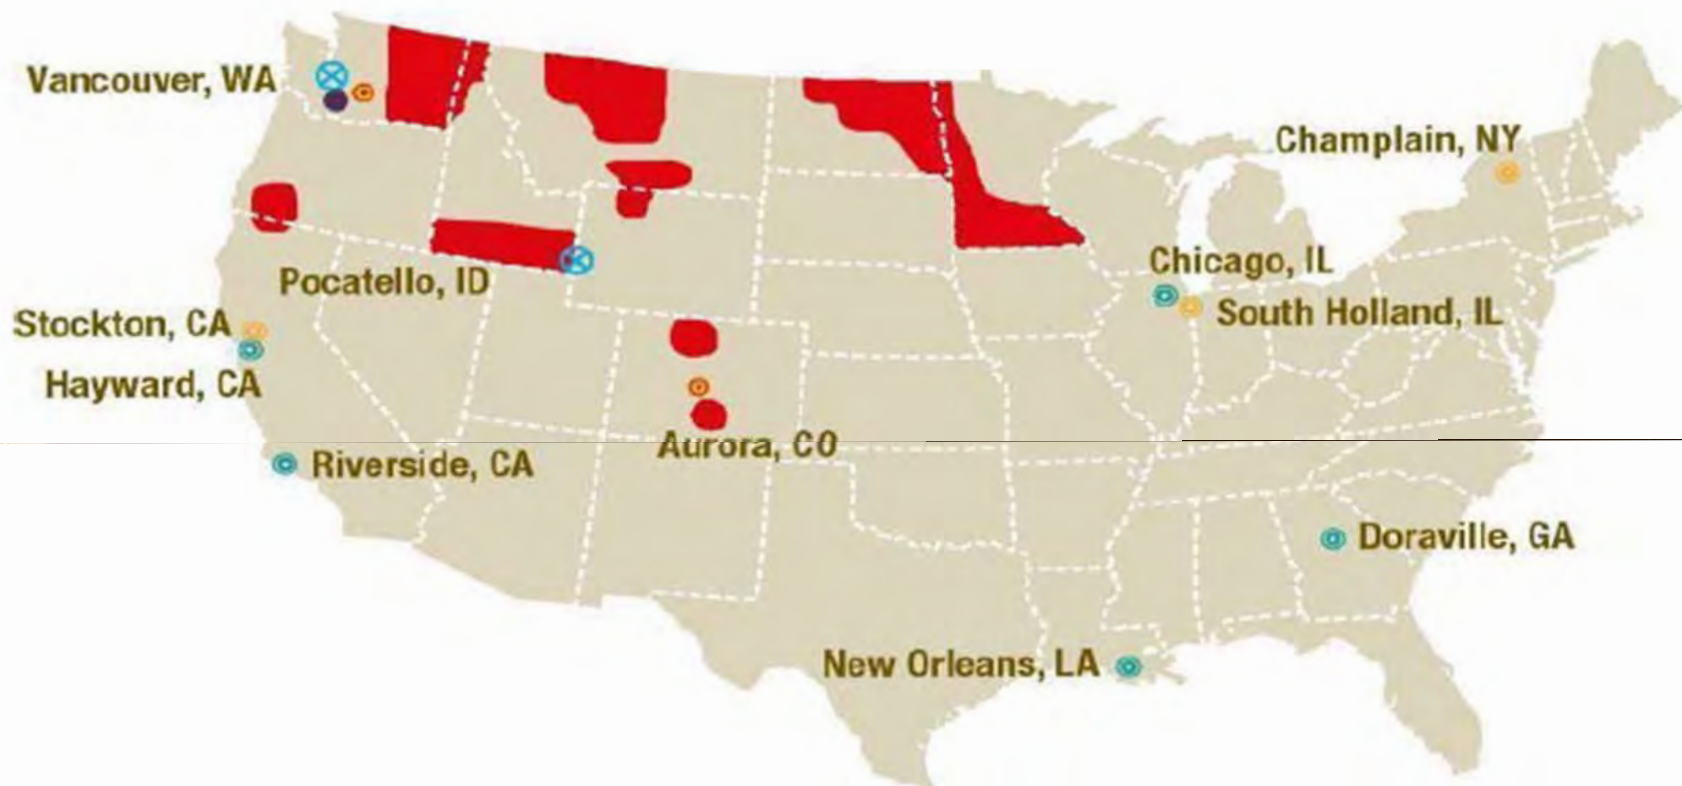 Vancouver, WA
Champlain, NY
Chicago, IL
Pocatello, ID
South Holland, IL
Stockton, CA
Hayward, CA
Aurora, CO
Riverside, CA
Doraville, GA
New Orleans, LA